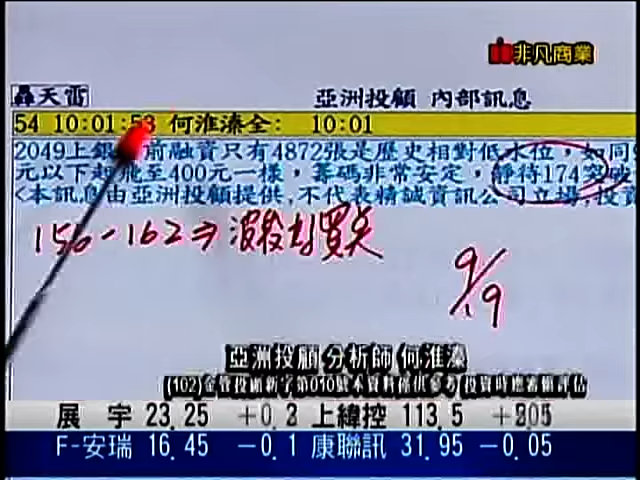 非凡商業
轟天雷 亞洲投顧 內部訊息
54 10:01:53 何淮溱全: 10:01
2049上銀 前融資只有4872張是歷史相對低水位，如同9
元以下起飛至400元一樣，籌碼非常安定，靜待174突破
<本訊息由亞洲投顧提供,不代表精誠資訊公司立場,投資
150-162⇒波段大買點
9/19
亞洲投顧 分析師 何淮溱
(102)金管投顧新字第010號本資料僅供參考 投資時應審慎評估
展 宇 23.25 +0.3 上緯控 113.5
F-安瑞 16.45 -0.1 康聯訊 31.95 -0.05